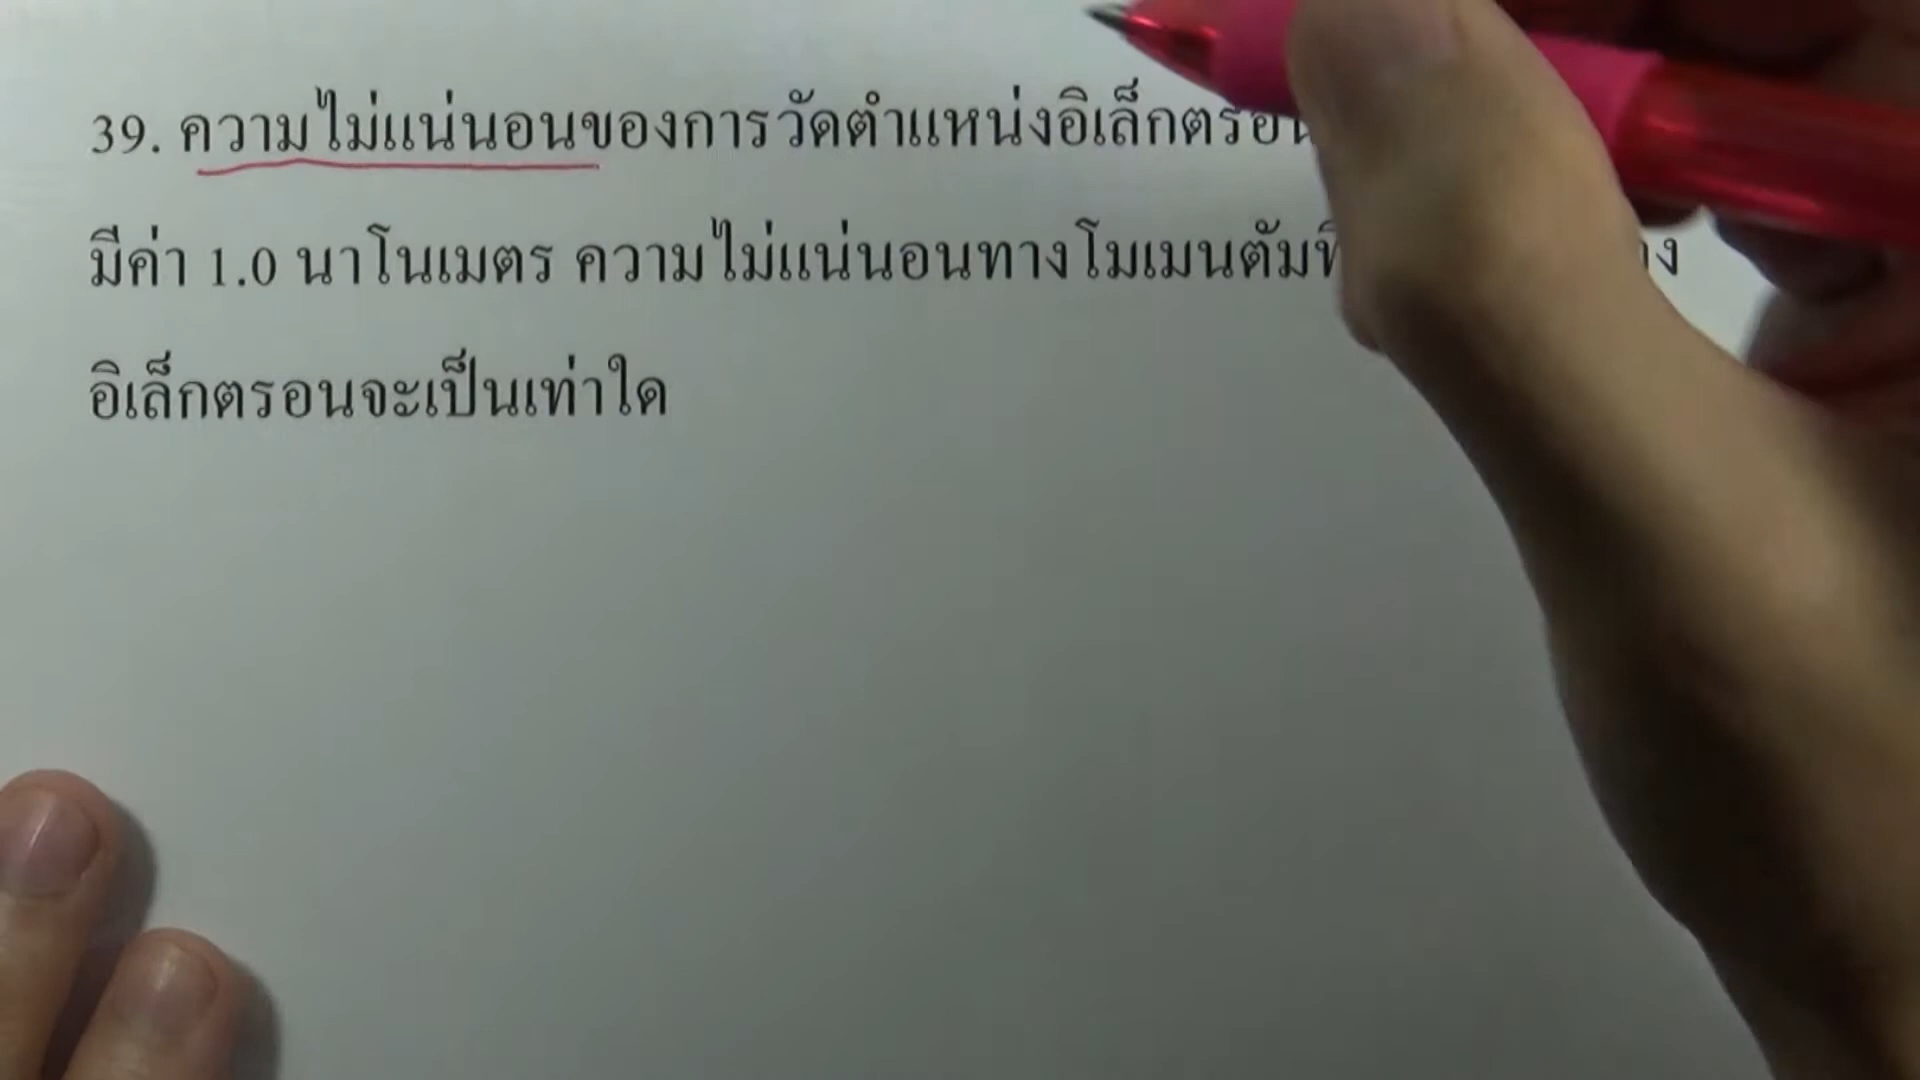 39. ความไม่แน่นอนของการวัดตำแหน่งอิเล็กตรอน
มีค่า 1.0 นาโนเมตร ความไม่แน่นอนทางโมเมนตัม
อิเล็กตรอนจะเป็นเท่าใด